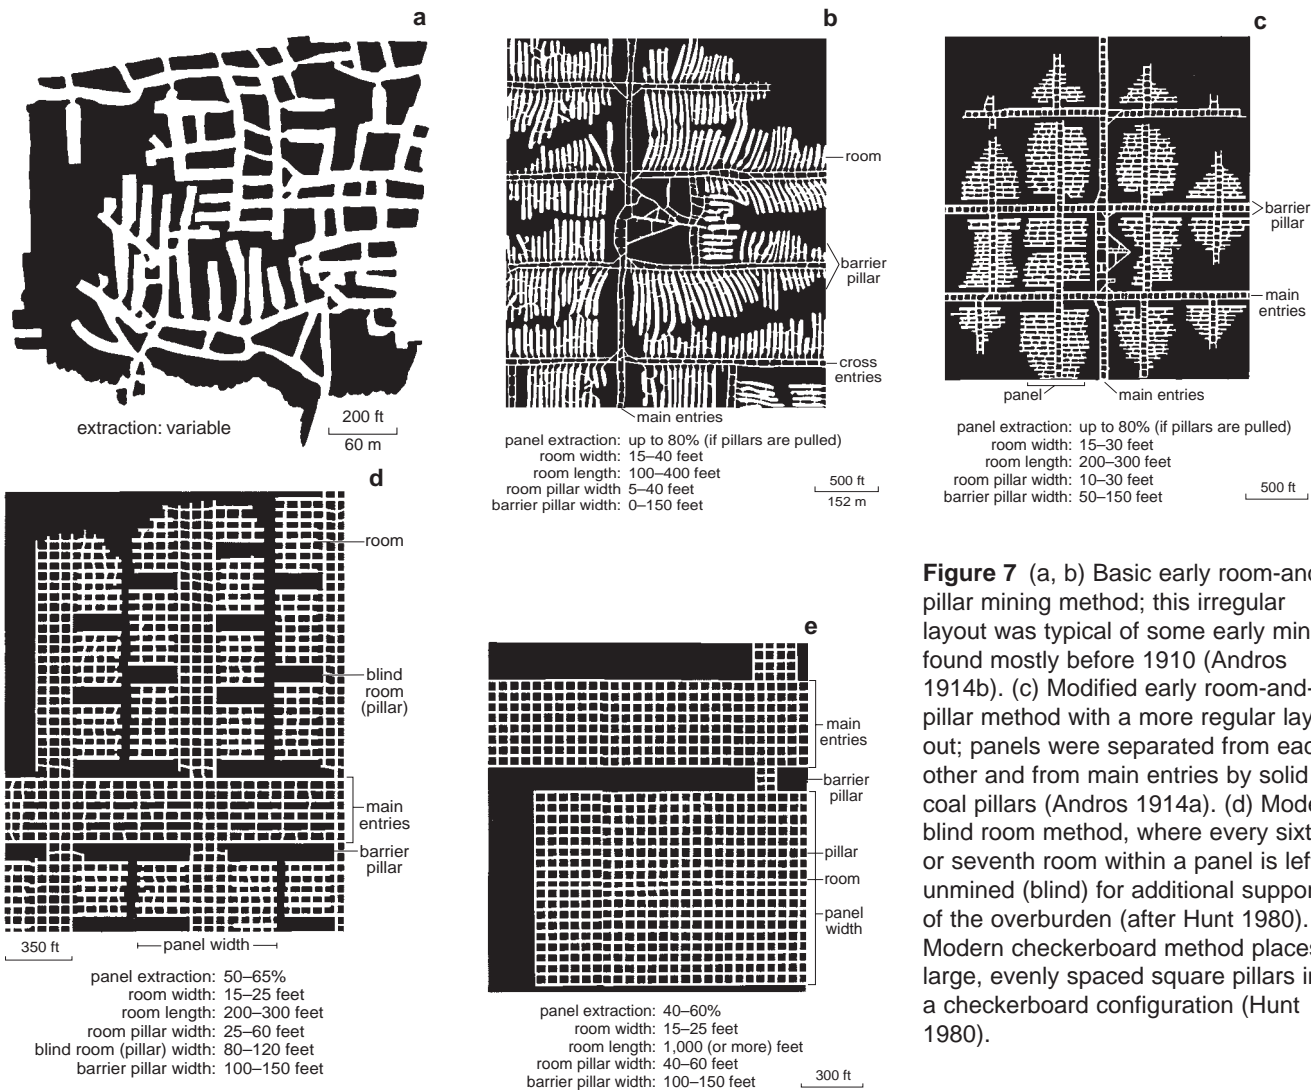 a
extraction: variable
200 ft
60 m
b
room
barrier
pillar
cross
entries
main entries
panel extraction: up to 80% (if pillars are pulled)
room width: 15–40 feet
room length: 100–400 feet
room pillar width 5–40 feet
barrier pillar width: 0–150 feet
500 ft
152 m
c
barrier
pillar
main
entries
panel
main entries
panel extraction: up to 80% (if pillars are pulled)
room width: 15–30 feet
room length: 200–300 feet
room pillar width: 10–30 feet
barrier pillar width: 50–150 feet
500 ft
d
room
blind
room
(pillar)
main
entries
barrier
pillar
350 ft
panel width
panel extraction: 50–65%
room width: 15–25 feet
room length: 200–300 feet
room pillar width: 25–60 feet
blind room (pillar) width: 80–120 feet
barrier pillar width: 100–150 feet
e
main
entries
barrier
pillar
pillar
room
panel
width
panel extraction: 40–60%
room width: 15–25 feet
room length: 1,000 (or more) feet
room pillar width: 40–60 feet
barrier pillar width: 100–150 feet
300 ft
Figure 7 (a, b) Basic early room-and
pillar mining method; this irregular
layout was typical of some early min
found mostly before 1910 (Andros
1914b). (c) Modified early room-and-
pillar method with a more regular lay
out; panels were separated from eac
other and from main entries by solid
coal pillars (Andros 1914a). (d) Mode
blind room method, where every sixt
or seventh room within a panel is lef
unmined (blind) for additional suppor
of the overburden (after Hunt 1980).
Modern checkerboard method places
large, evenly spaced square pillars i
a checkerboard configuration (Hunt
1980).